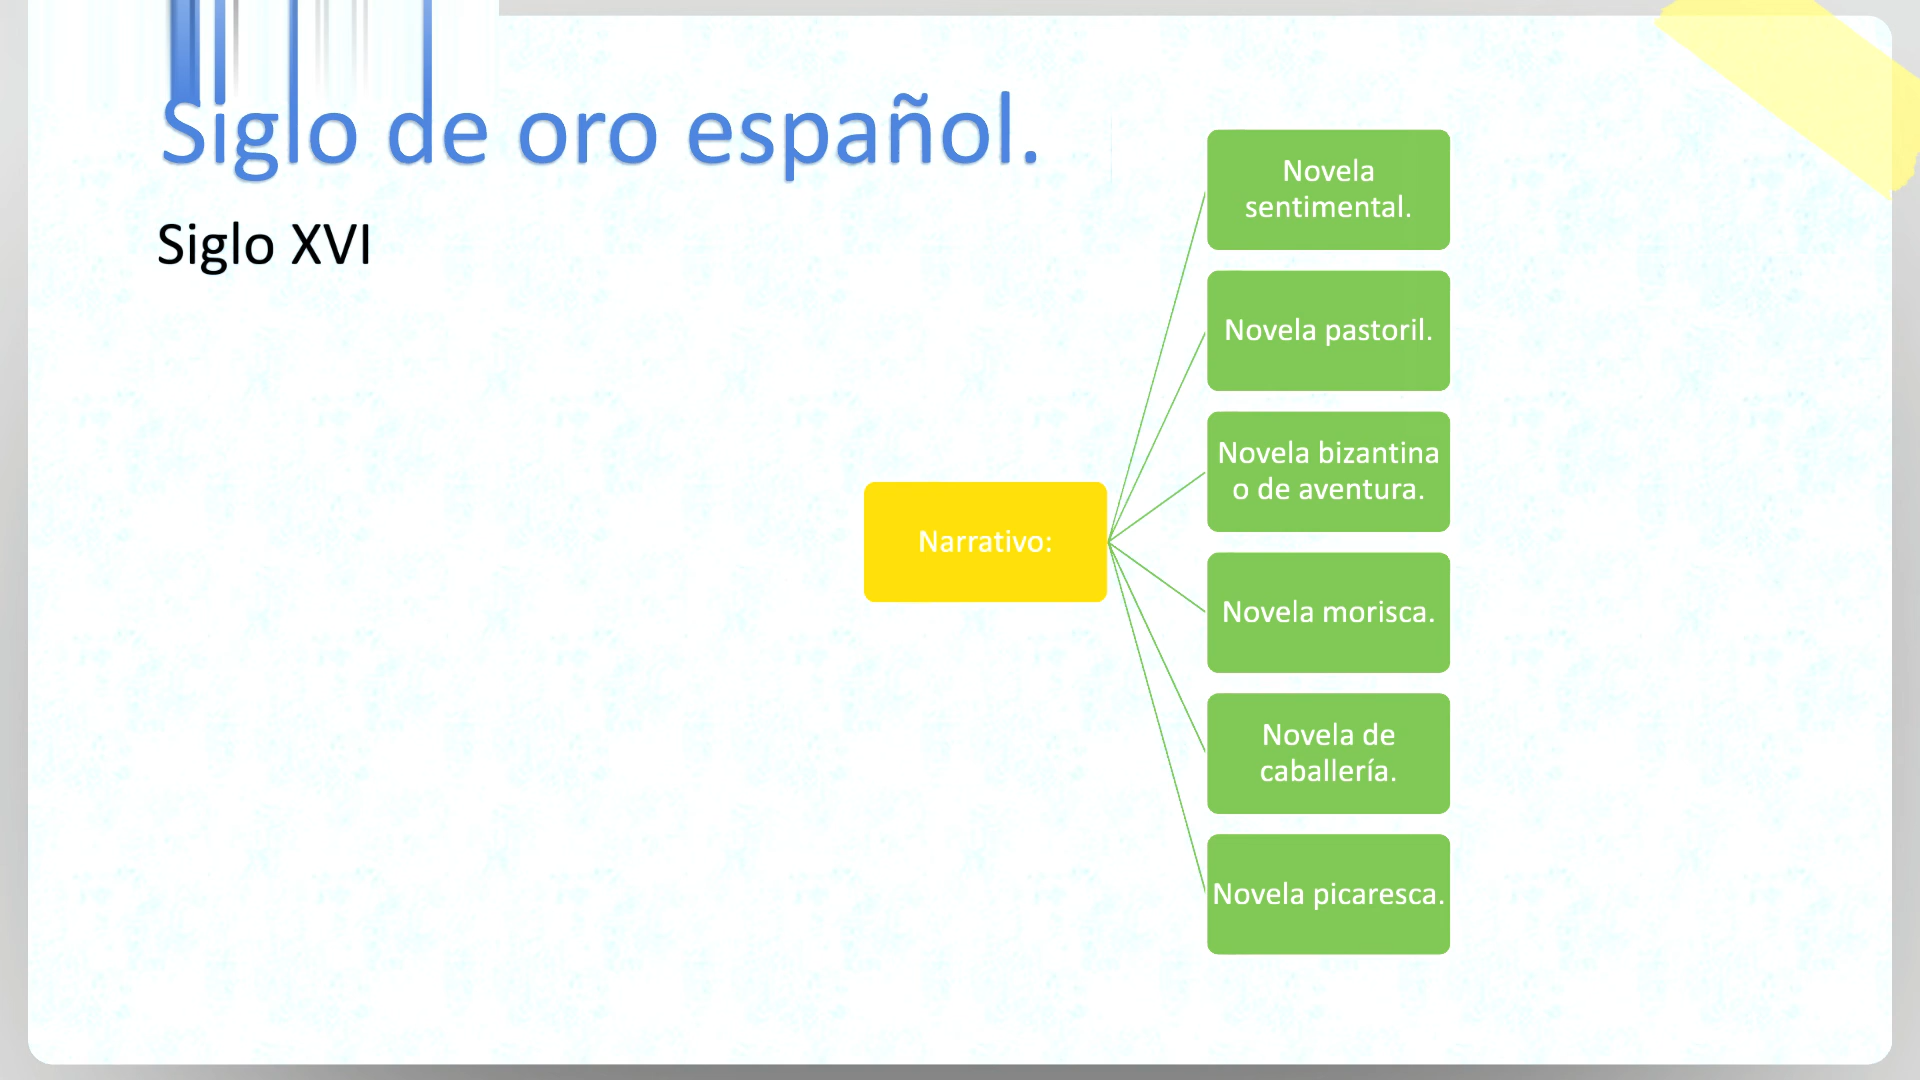 Siglo de oro español.
Siglo XVI
Narrativo:
Novela
sentimental.
Novela pastoril.
Novela bizantina
o de aventura.
Novela morisca.
Novela de
caballería.
Novela picaresca.